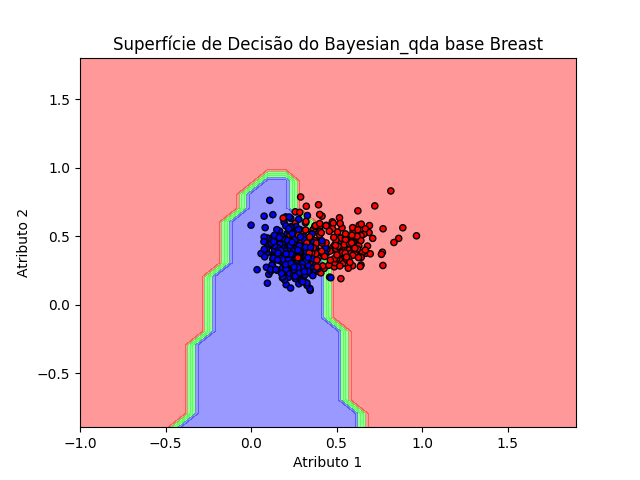 Superfície de Decisão do Bayesian_qda base Breast
1.5
1.0
0.5
0.0
−0.5
Atributo 2
−1.0 −0.5 0.0 0.5 1.0 1.5
Atributo 1